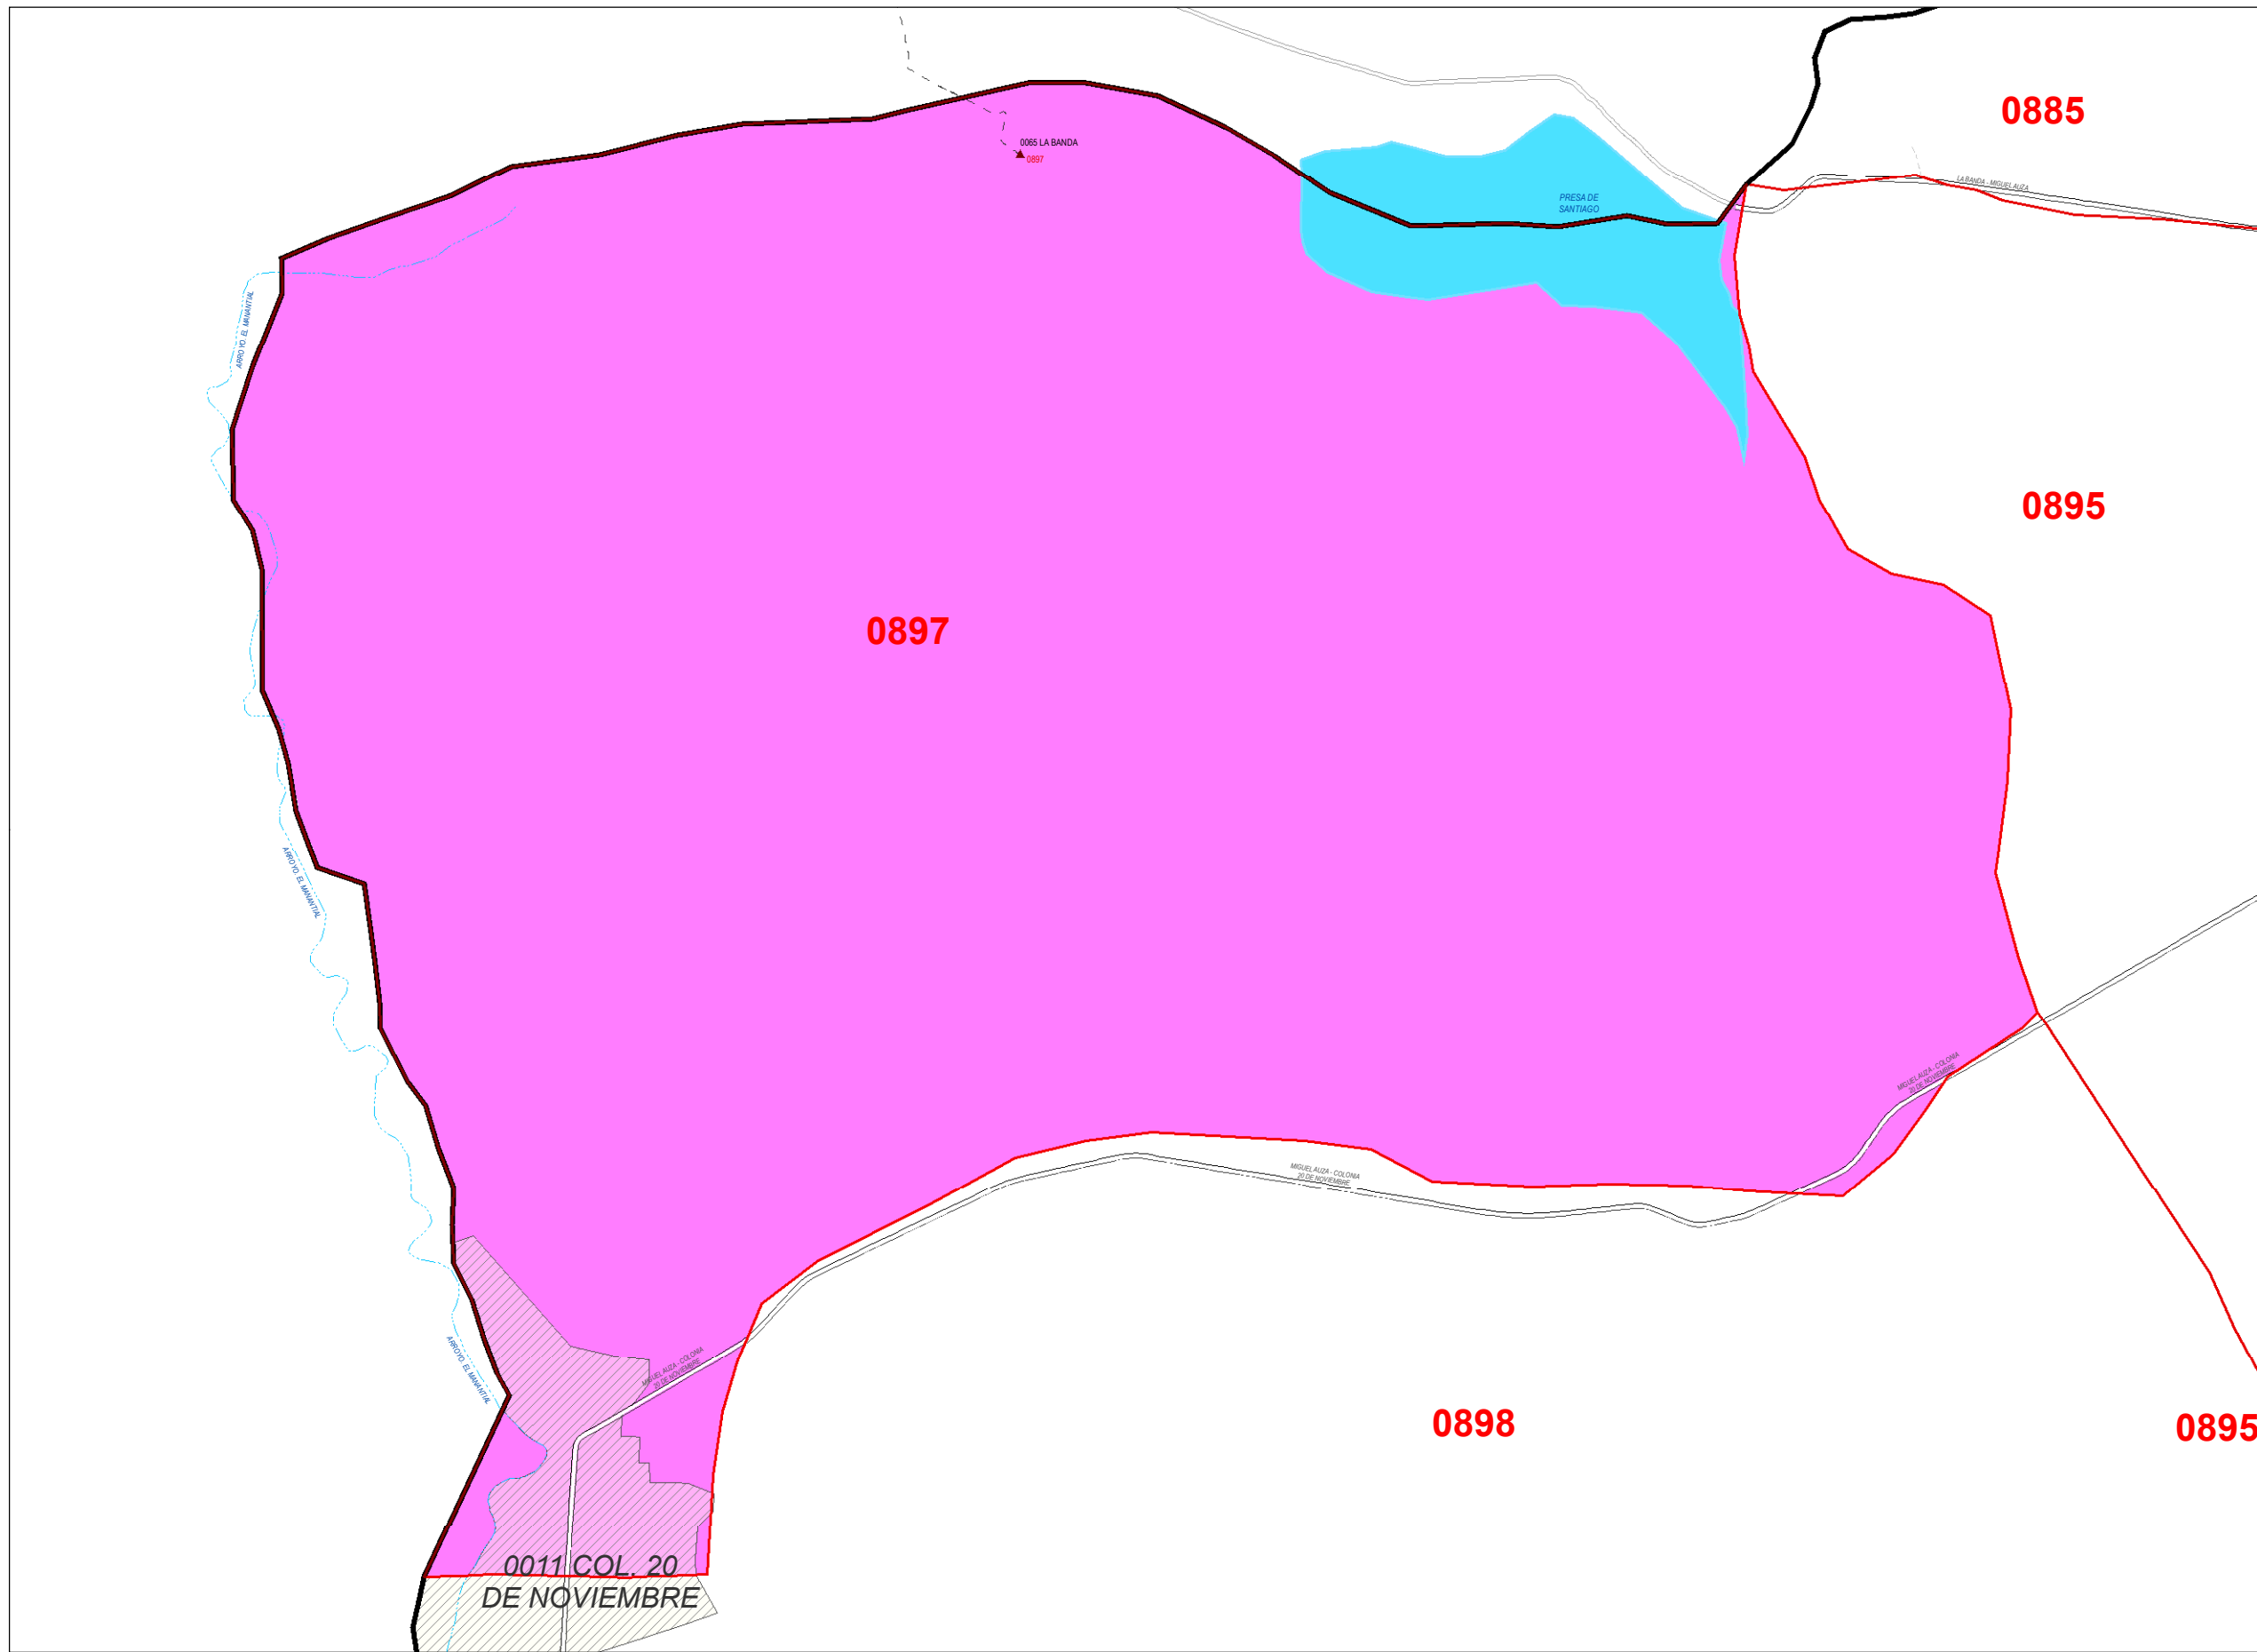 0885
0065 LA BANDA
0897
LA BANDA - MIGUEL AUZA
PRESA DE
SANTIAGO
ARROYO. EL MANANTIAL
0895
0897
ARROYO. EL MANANTIAL
MIGUEL AUZA - COLONIA
20 DE NOVIEMBRE
MIGUEL AUZA - COLONIA
20 DE NOVIEMBRE
ARROYO. EL MANANTIAL
MIGUEL AUZA - COLONIA
20 DE NOVIEMBRE
0898
0895
0011 COL. 20
DE NOVIEMBRE